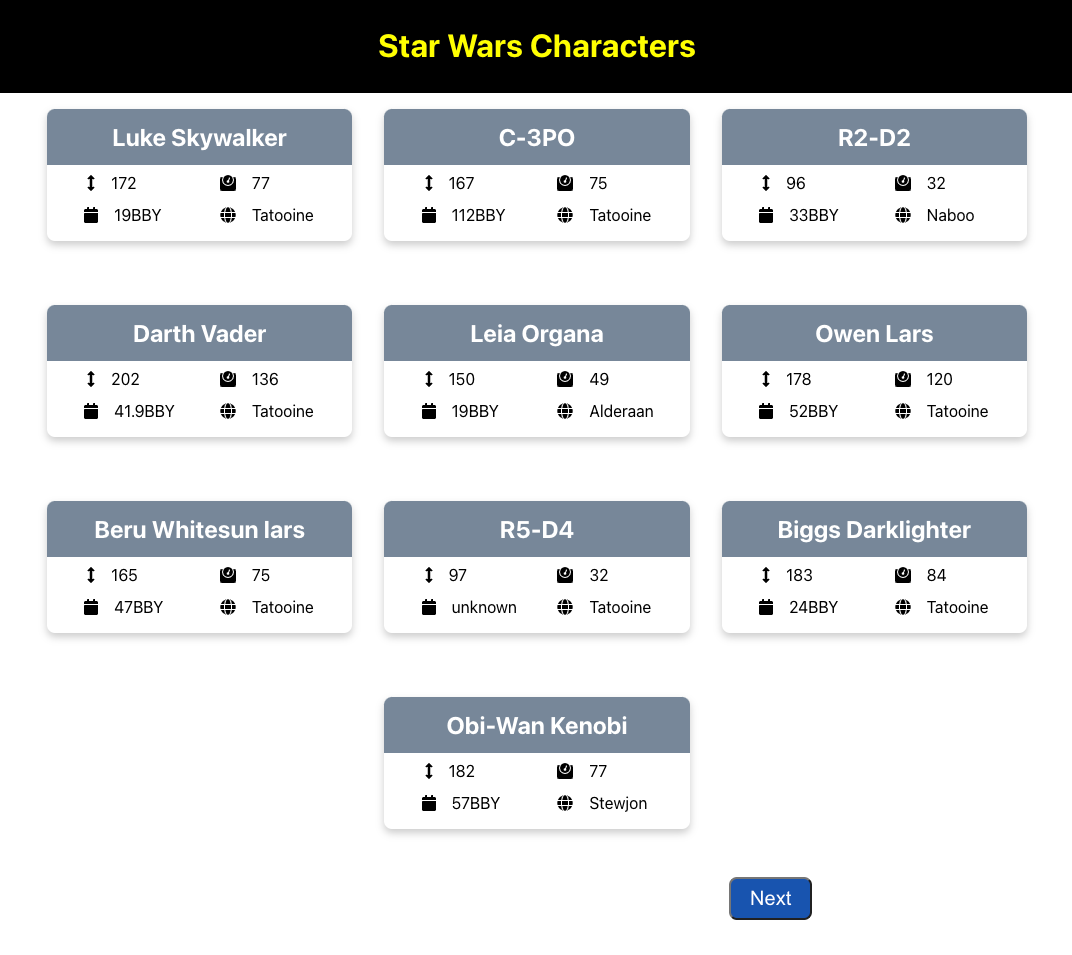 Star Wars Characters
Luke Skywalker
172 77
19BBY Tatooine
C-3PO
167 75
112BBY Tatooine
R2-D2
96 32
33BBY Naboo
Darth Vader
202 136
41.9BBY Tatooine
Leia Organa
150 49
19BBY Alderaan
Owen Lars
178 120
52BBY Tatooine
Beru Whitesun lars
165 75
47BBY Tatooine
R5-D4
97 32
unknown Tatooine
Biggs Darklighter
183 84
24BBY Tatooine
Obi-Wan Kenobi
182 77
57BBY Stewjon
Next